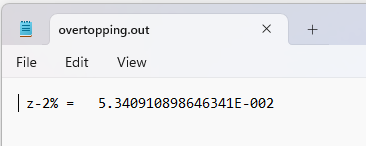 overtopping.out
File Edit View
z-2% = 5.340910898646341E-002